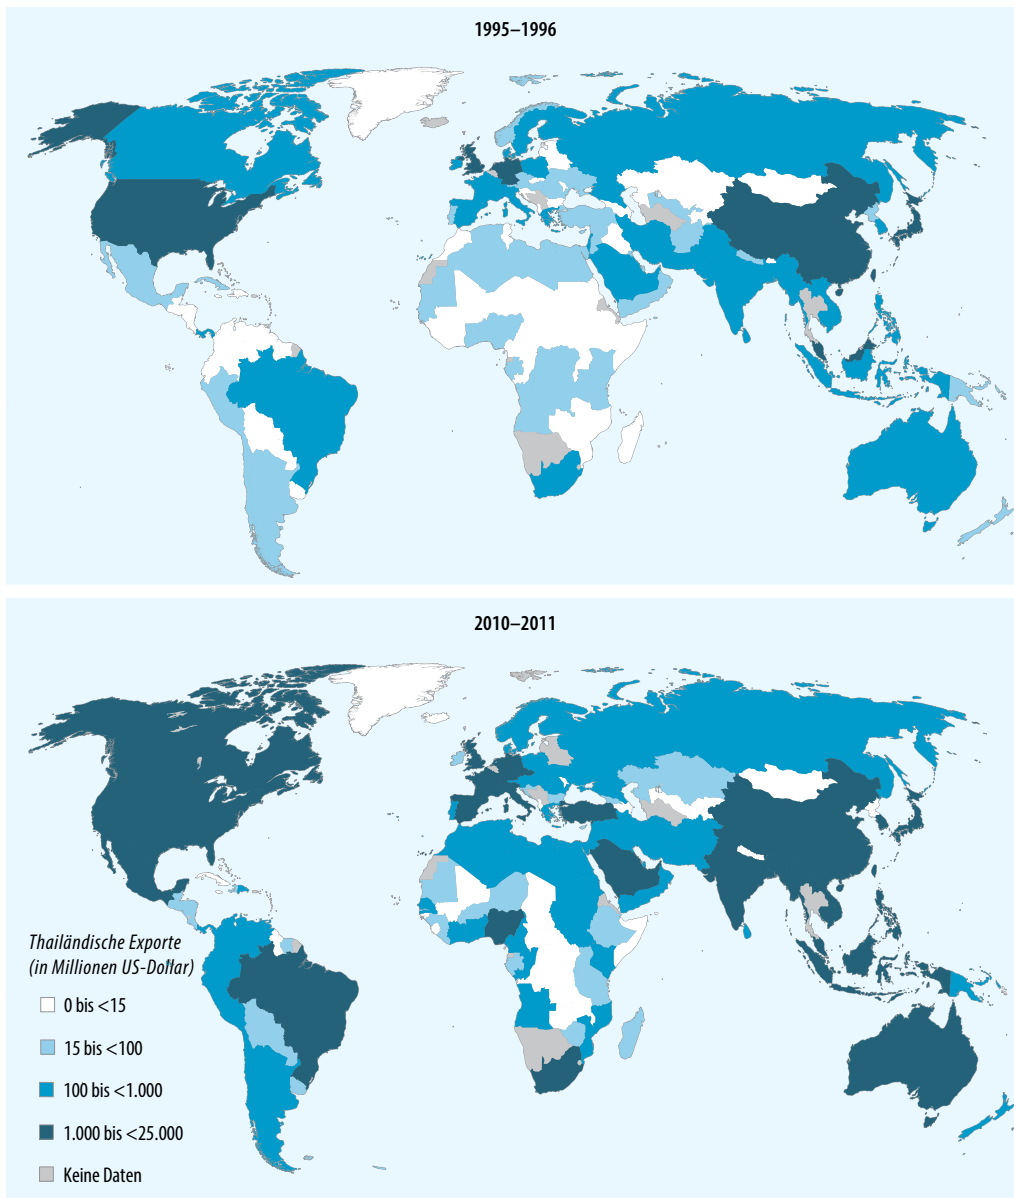 1995–1996
2010–2011
Thailändische Exporte
(in Millionen US-Dollar)
0 bis <15
15 bis <100
100 bis <1.000
1.000 bis <25.000
Keine Daten